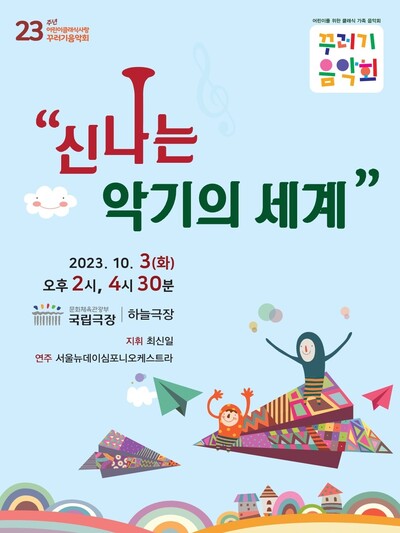 23주년
어린이클래식사랑
꾸러기음악회
어린이를 위한 클래식 가족 음악회
꾸러기
음악회
“신나는
악기의 세계”
2023. 10. 3(화)
오후 2시, 4시 30분
문화체육관광부
국립극장 | 하늘극장
지휘 최신일
연주 서울뉴데이심포니오케스트라